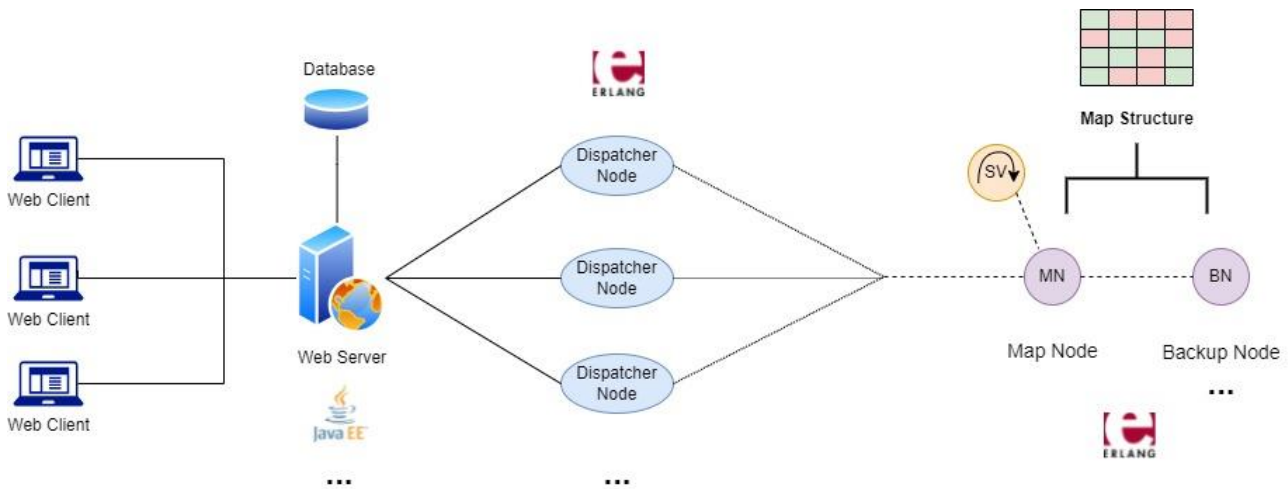 Database
ERLANG
Map Structure
Web Client
Dispatcher
Node
SV
Web Client
Dispatcher
Node
MN
BN
Web Server
Map Node
Backup Node
...
Web Client
Dispatcher
Node
Java EE
ERLANG
...
...